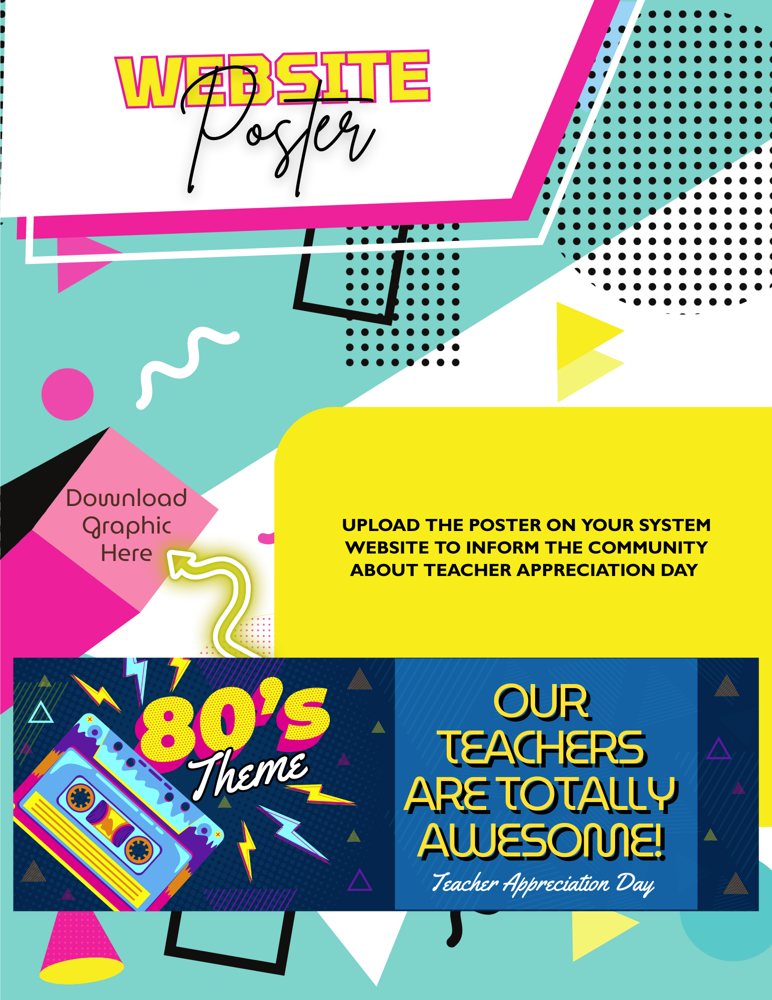 WEBSITE
Poster
Download
Graphic
Here
UPLOAD THE POSTER ON YOUR SYSTEM
WEBSITE TO INFORM THE COMMUNITY
ABOUT TEACHER APPRECIATION DAY
80's
Theme
OUR
TEACHERS
ARE TOTALLY
AWESOME!
Teacher Appreciation Day